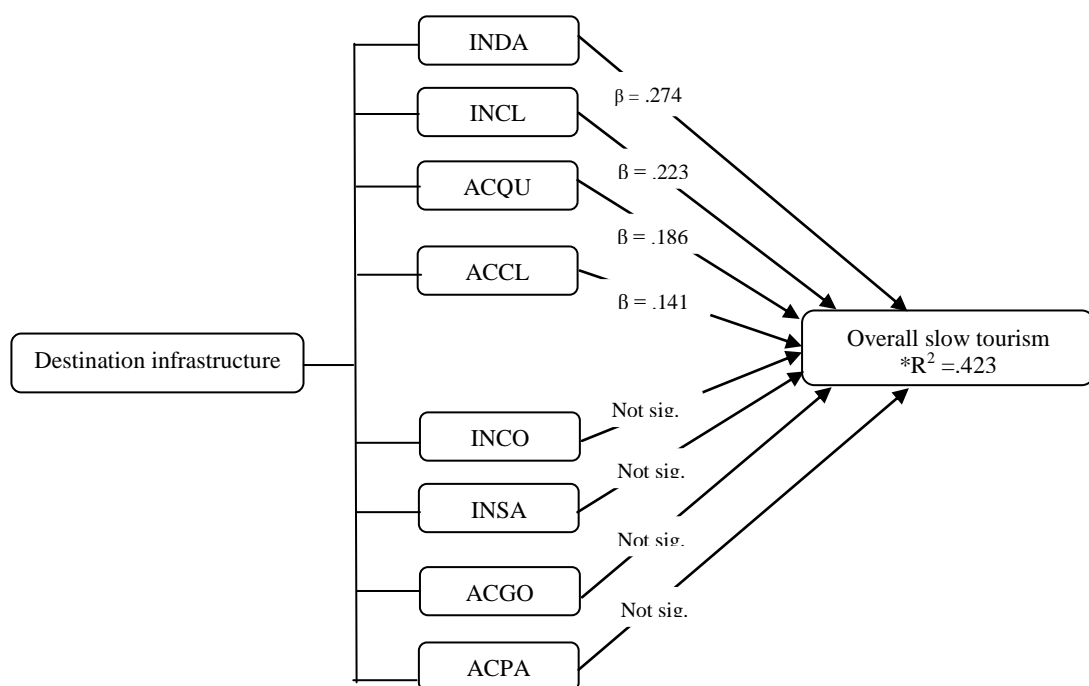 INDA
β = .274
INCL
β = .223
ACQU
β = .186
ACCL
β = .141
Destination infrastructure
Overall slow tourism
*R² =.423
INCO
Not sig.
INSA
Not sig.
ACGO
Not sig.
ACPA
Not sig.